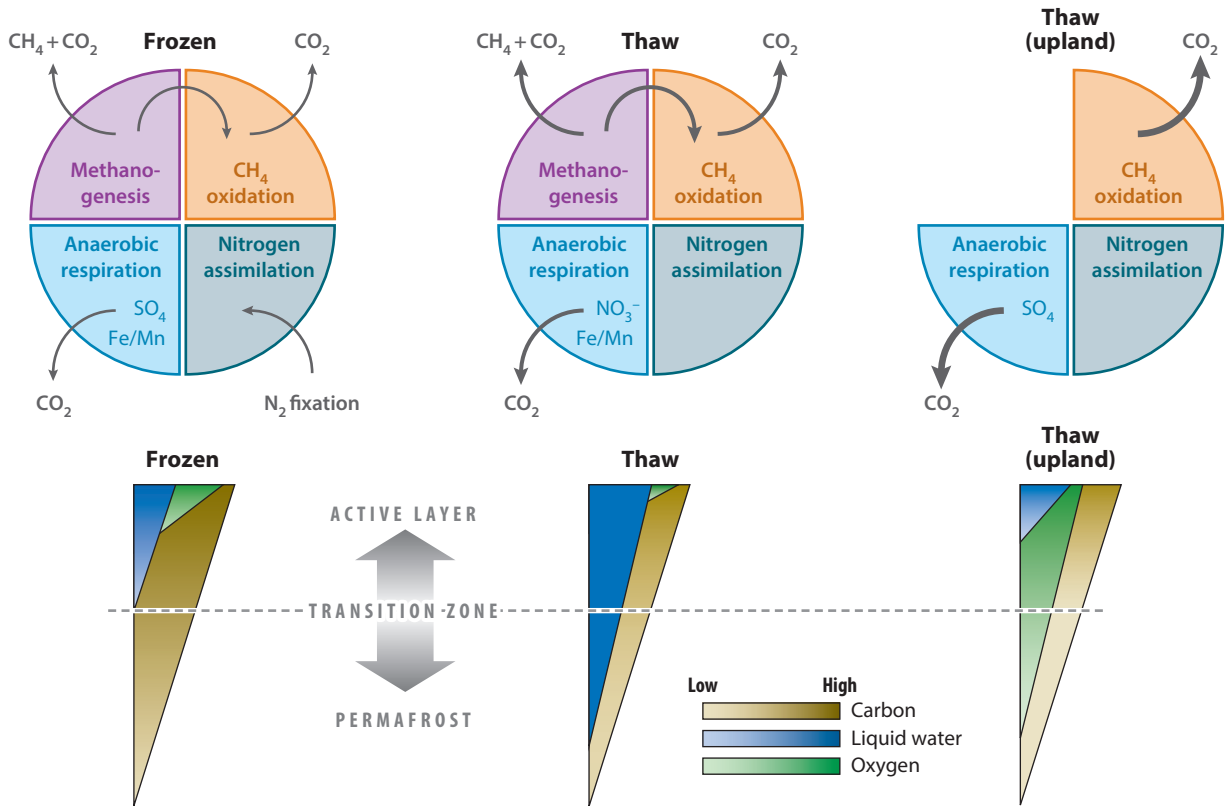 Frozen
CH₄ + CO₂
CO₂
Methano-
genesis
CH₄
oxidation
Anaerobic
respiration
SO₄
Fe/Mn
Nitrogen
assimilation
CO₂
N₂ fixation
Thaw
CH₄ + CO₂
CO₂
Methano-
genesis
CH₄
oxidation
Anaerobic
respiration
NO₃⁻
Fe/Mn
Nitrogen
assimilation
CO₂
Thaw
(upland)
CO₂
CH₄
oxidation
Anaerobic
respiration
SO₄
Nitrogen
assimilation
CO₂
Frozen
ACTIVE LAYER
TRANSITION ZONE
PERMAFROST
Thaw
Thaw
(upland)
Low High
Carbon
Liquid water
Oxygen